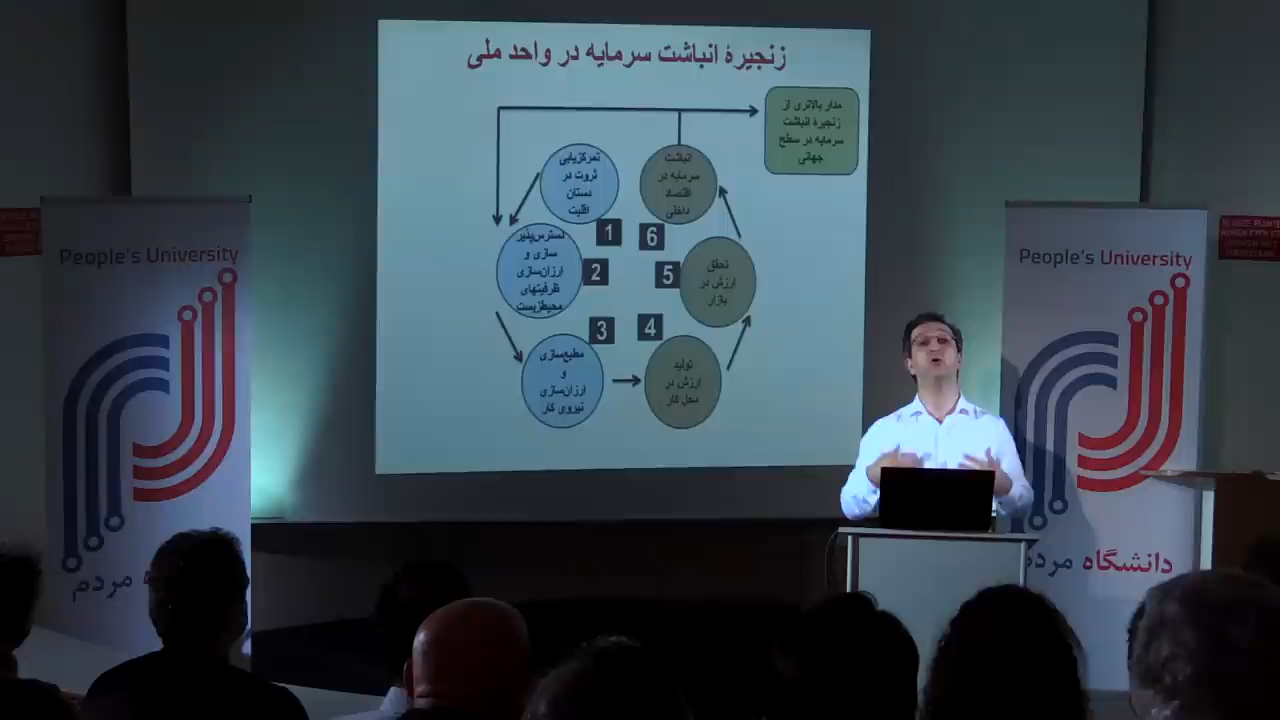 زنجیرهٔ انباشت سرمایه در واحد ملی
مدار بالاتری از
زنجیرهٔ انباشت
سرمایه در سطح
جهانی
تمرکزیابی
ثروت در
دستان
اقلیت
1
دسترس‌پذیر
سازی و
ارزان‌سازی
ظرفیتهای
محیط‌زیست
2
مطیع‌سازی
و
ارزان‌سازی
نیروی کار
3
تولید
ارزش در
محل کار
4
تحقق
ارزش در
بازار
5
انباشت
سرمایه در
اقتصاد
داخلی
6
People's University
مردم
People's University
دانشگاه مردم